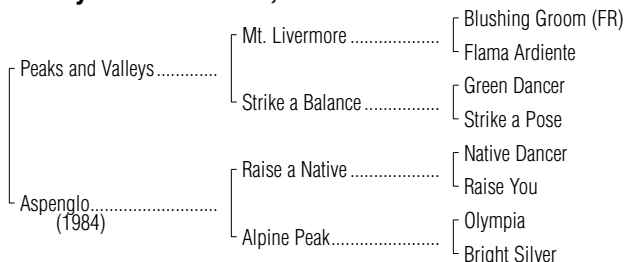 Blushing Groom (FR)
Mt. Livermore ....................
Flama Ardiente
Peaks and Valleys .............
Green Dancer
Strike a Balance .................
Strike a Pose
Native Dancer
Raise a Native ....................
Raise You
Aspenglo...........................
(1984)
Olympia
Alpine Peak........................
Bright Silver